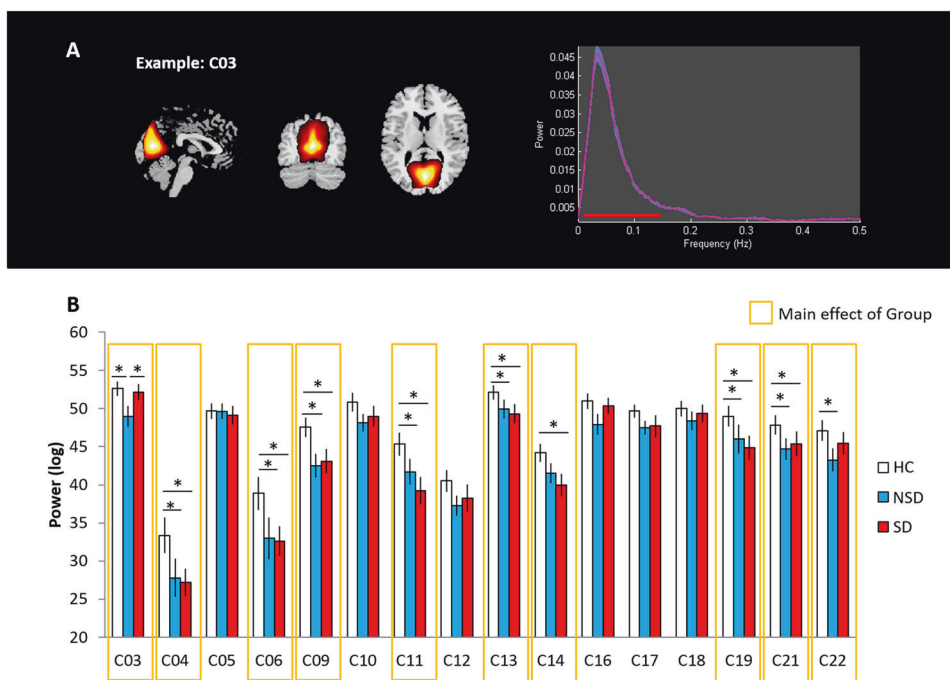 A
Example: C03
0.045
0.04
0.035
0.03
0.025
0.02
0.015
0.01
0.005
Power
0 0.1 0.2 0.3 0.4 0.5
Frequency (Hz)
B
Main effect of Group
60
55
50
45
40
35
30
25
20
Power (log)
* *
* *
* *
* *
* *
* *
*
* *
* *
*
HC
NSD
SD
C03 C04 C05 C06 C09 C10 C11 C12 C13 C14 C16 C17 C18 C19 C21 C22